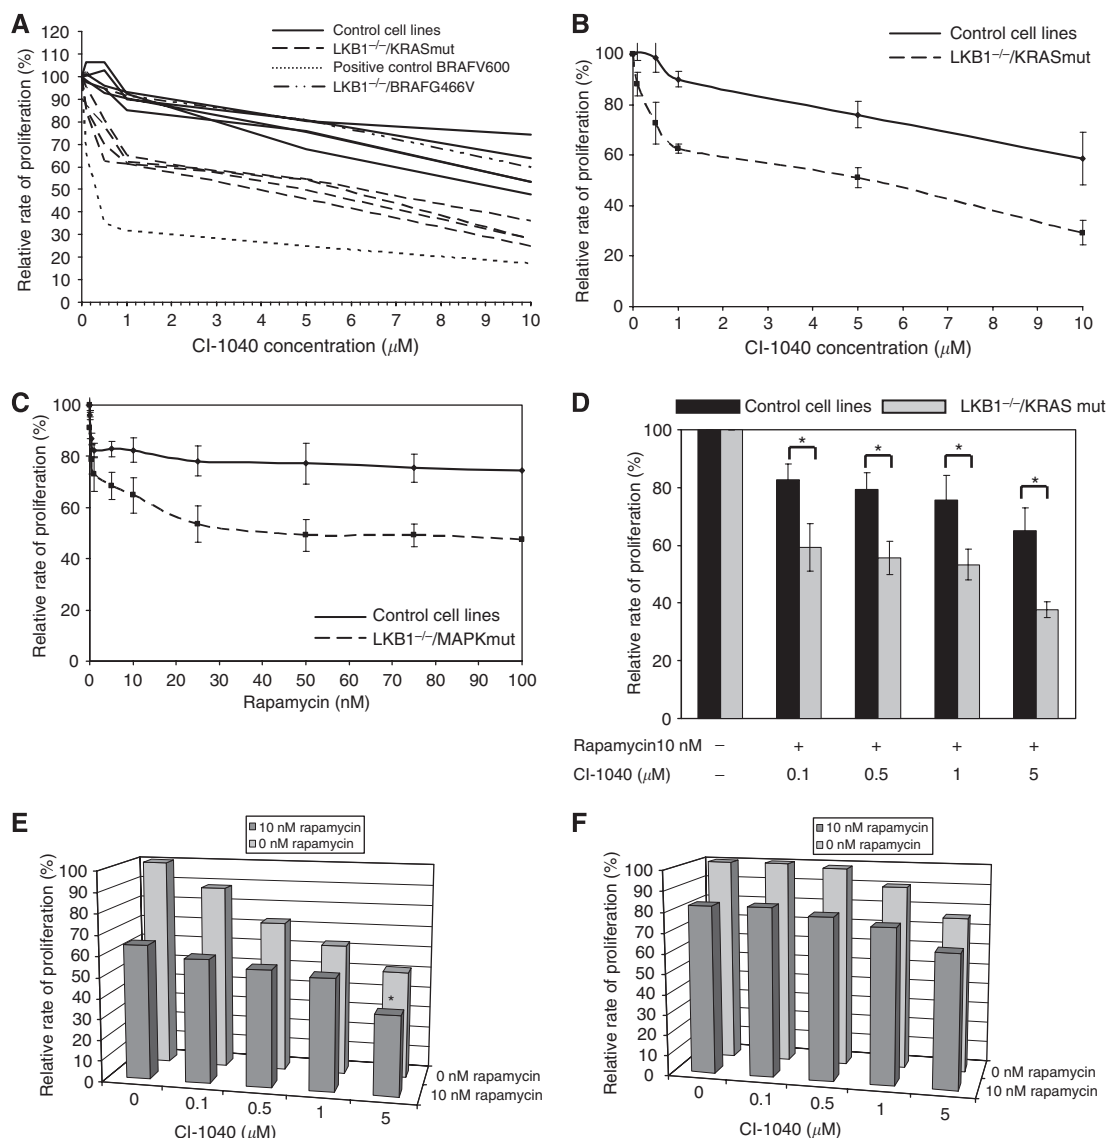 A
120
110
100
90
80
70
60
50
40
30
20
10
0
Relative rate of proliferation (%)
Control cell lines
LKB1–/–/KRASmut
Positive control BRAFV600
LKB1–/–/BRAFG466V
0 1 2 3 4 5 6 7 8 9 10
CI-1040 concentration (μM)
B
100
80
60
40
20
0
Relative rate of proliferation (%)
Control cell lines
LKB1–/–/KRASmut
0 1 2 3 4 5 6 7 8 9 10
CI-1040 concentration (μM)
C
100
80
60
40
20
0
Relative rate of proliferation (%)
Control cell lines
LKB1–/–/MAPKmut
0 10 20 30 40 50 60 70 80 90 100
Rapamycin (nM)
D
Control cell lines
LKB1–/–/KRAS mut
100
80
60
40
20
0
Relative rate of proliferation (%)
* * * *
Rapamycin10 nM – + + + +
CI-1040 (μM) – 0.1 0.5 1 5
E
10 nM rapamycin
0 nM rapamycin
100
90
80
70
60
50
40
30
20
10
0
Relative rate of proliferation (%)
*
0 0.1 0.5 1 5
0 nM rapamycin
10 nM rapamycin
CI-1040 (μM)
F
10 nM rapamycin
0 nM rapamycin
100
90
80
70
60
50
40
30
20
10
0
Relative rate of proliferation (%)
0 0.1 0.5 1 5
0 nM rapamycin
10 nM rapamycin
CI-1040 (μM)